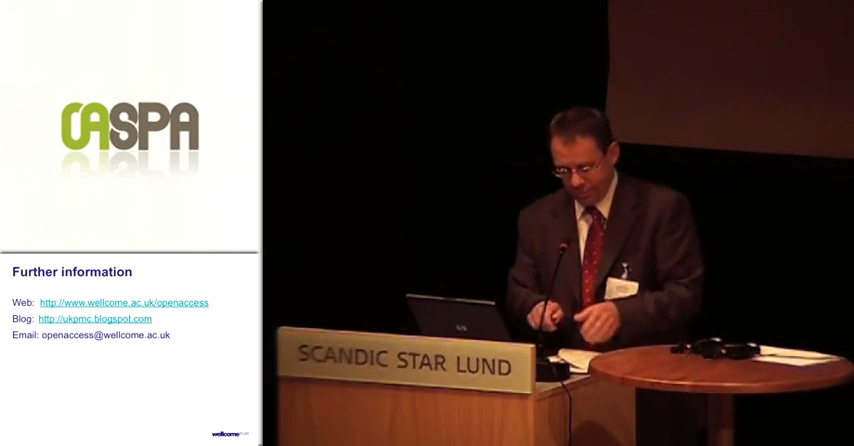 OASPA
Further information
Web: http://www.wellcome.ac.uk/openaccess
Blog: http://ukpmc.blogspot.com
Email: openaccess@wellcome.ac.uk
wellcome
SCANDIC STAR LUND